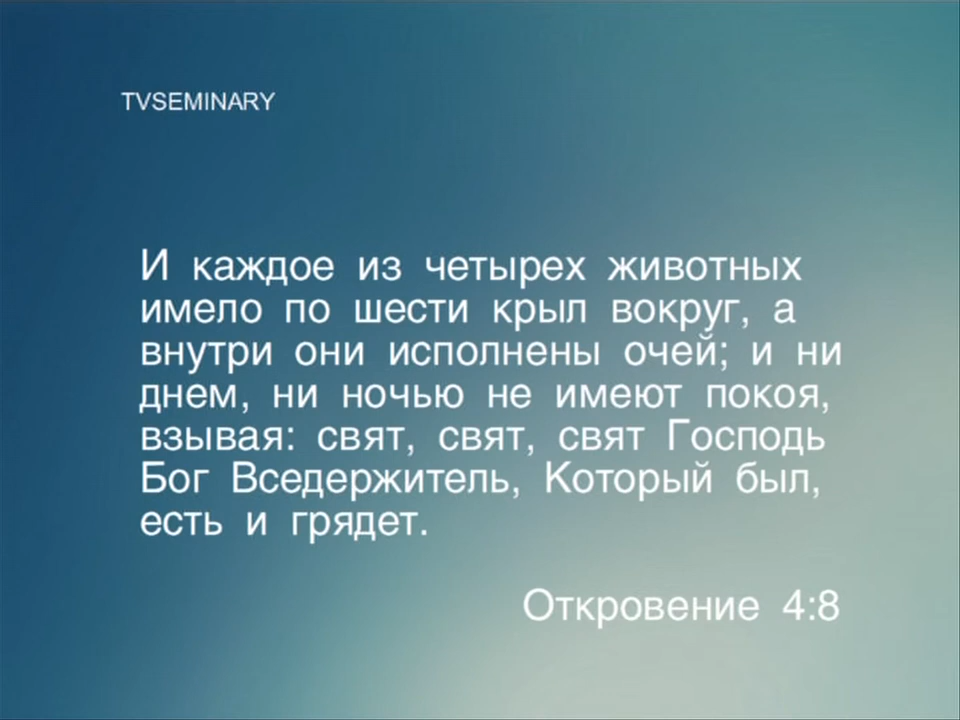 TVSEMINARY
И каждое из четырех животных
имело по шести крыл вокруг, а
внутри они исполнены очей; и ни
днем, ни ночью не имеют покоя,
взывая: свят, свят, свят Господь
Бог Вседержитель, Который был,
есть и грядет.
Откровение 4:8